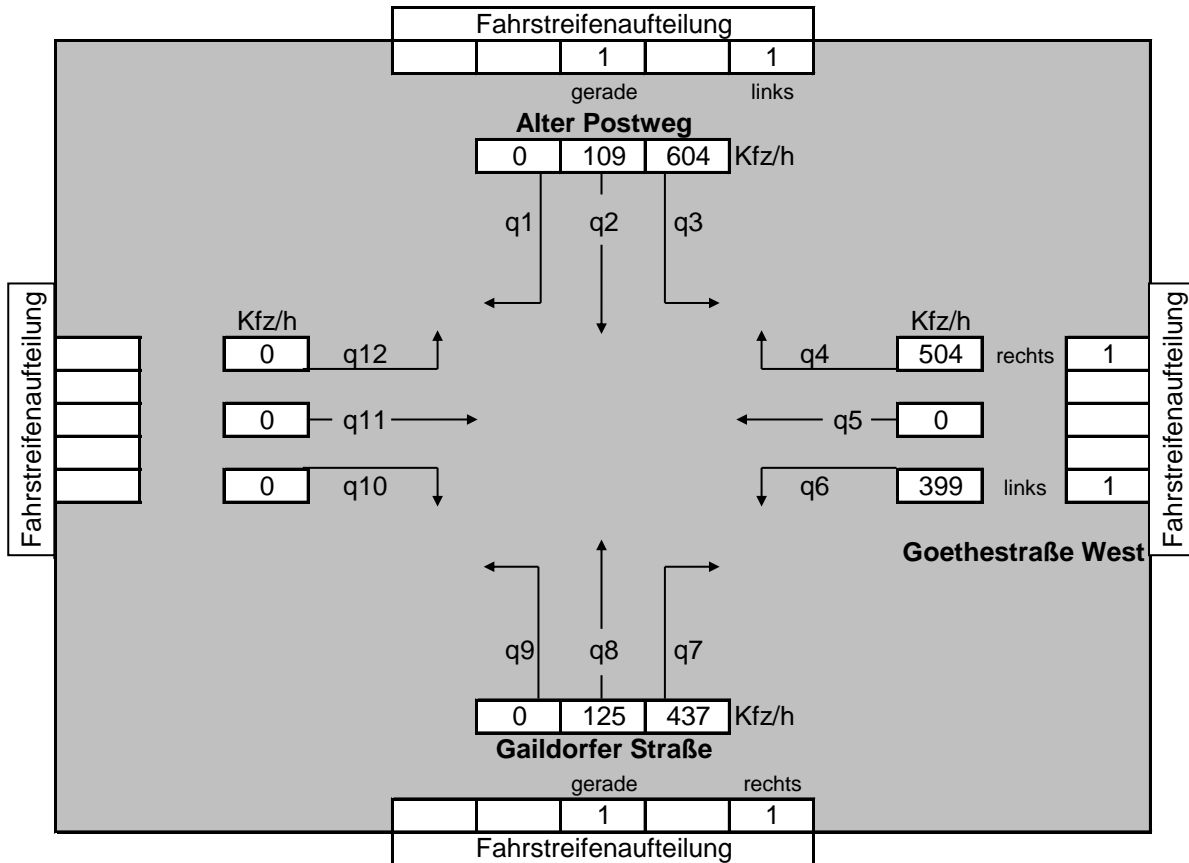 Fahrstreifenaufteilung
1 1
gerade links
Alter Postweg
0 109 604 Kfz/h
q1 q2 q3
Fahrstreifenaufteilung
Kfz/h
0 q12
0 q11
0 q10
Kfz/h
q4 504 rechts 1
q5 0
q6 399 links 1
Fahrstreifenaufteilung
Goethestraße West
q9 q8 q7
0 125 437 Kfz/h
Gaildorfer Straße
gerade rechts
1 1
Fahrstreifenaufteilung